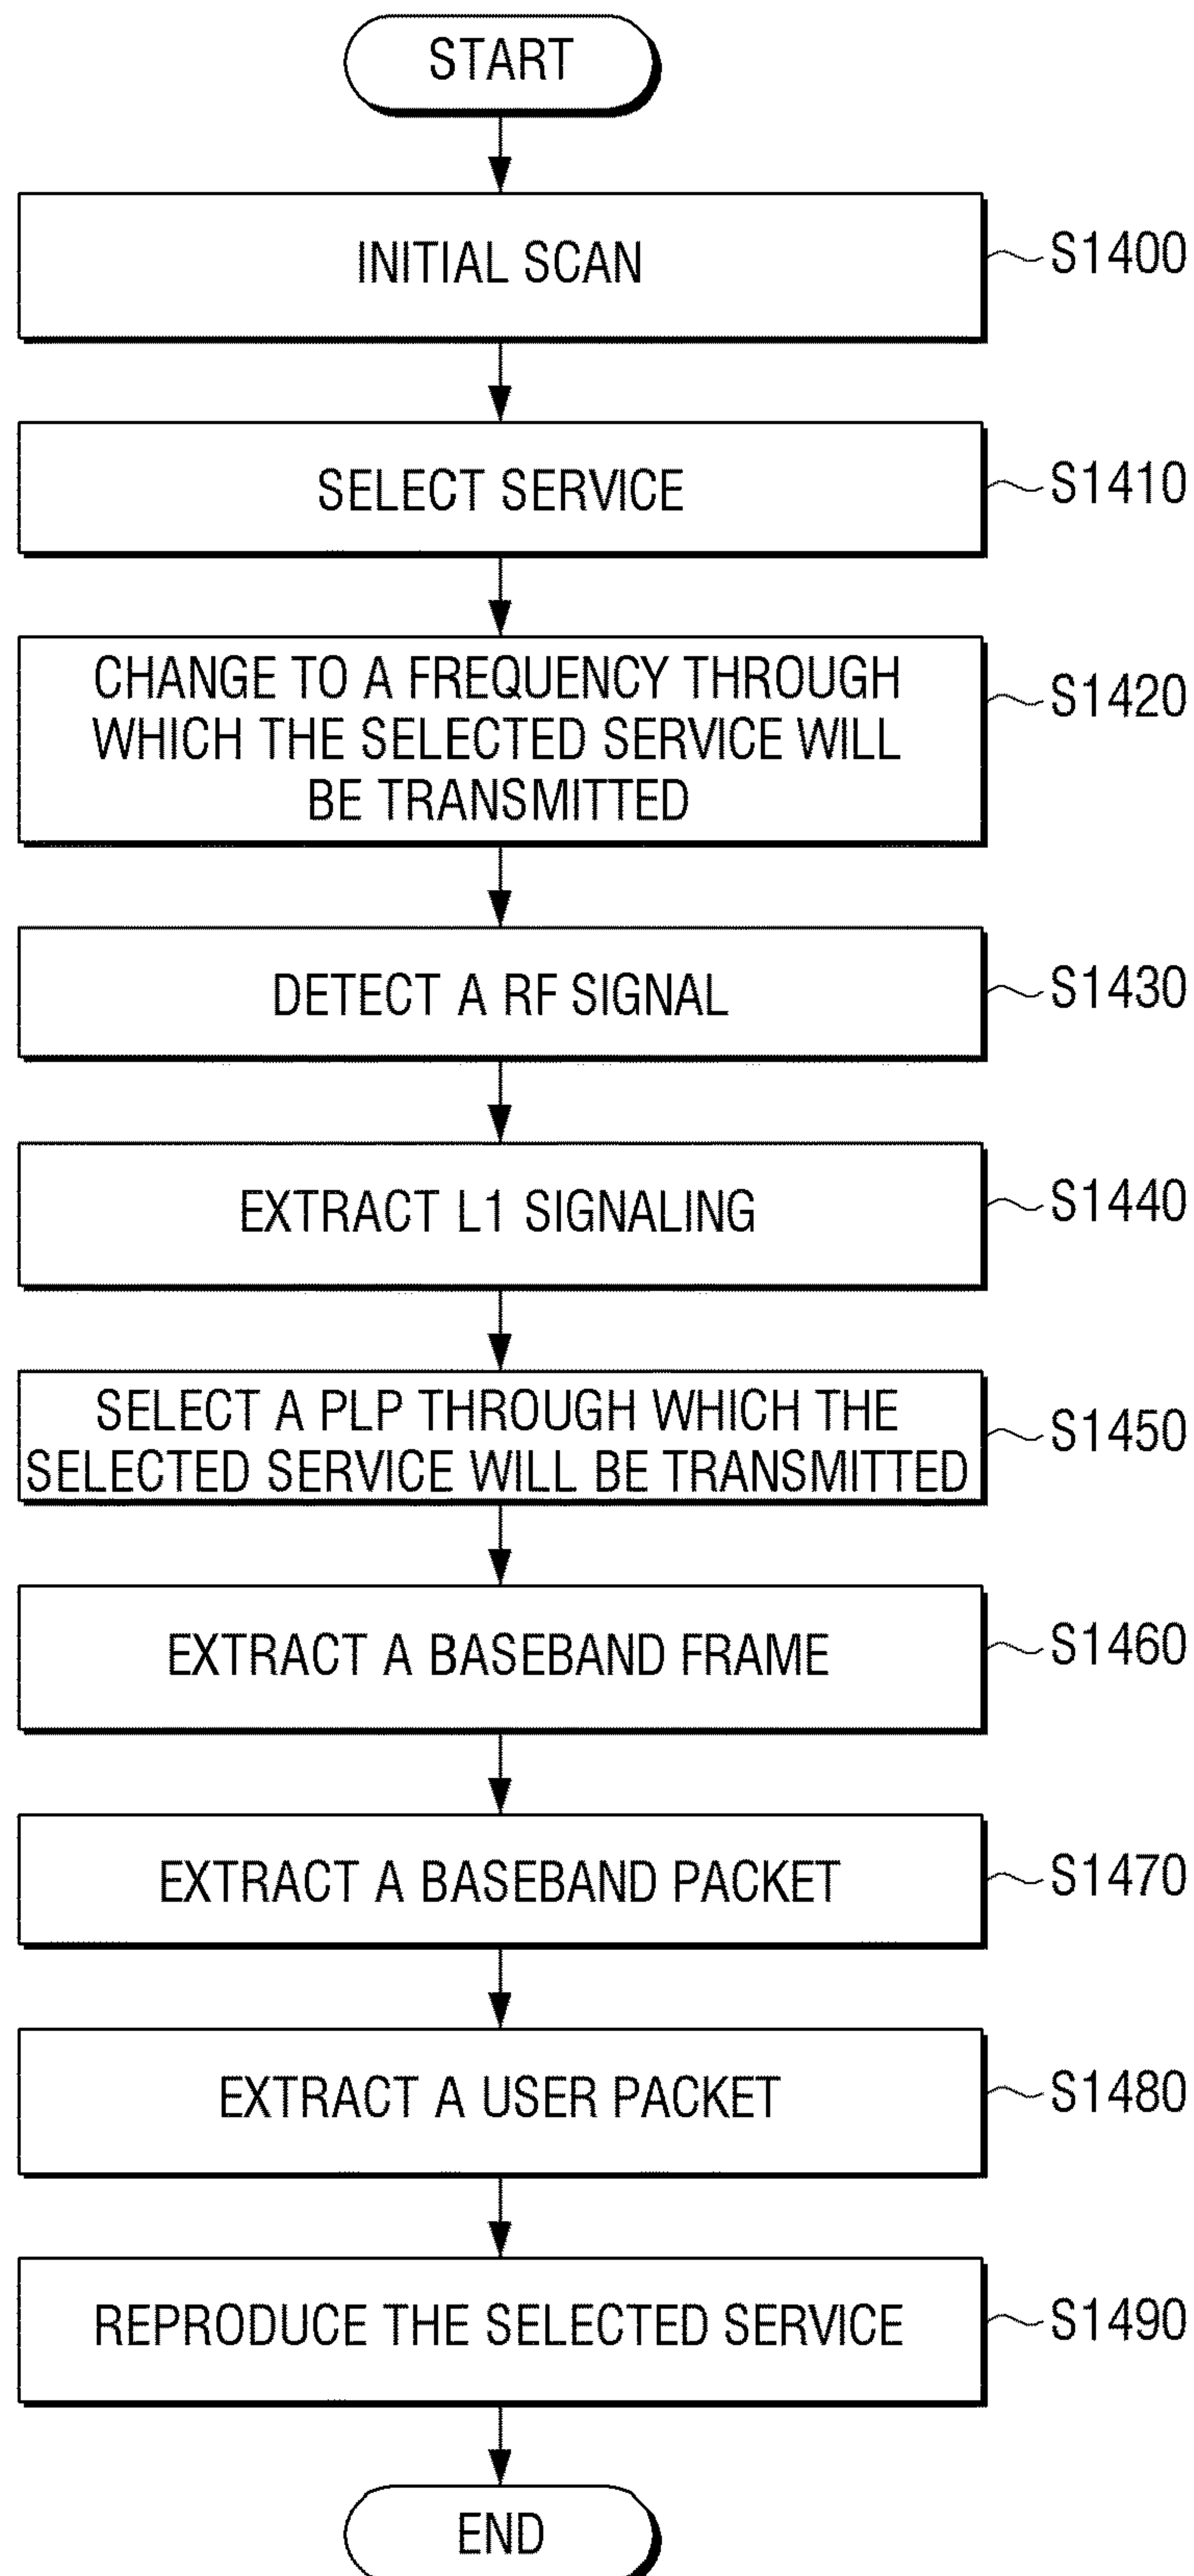 START
INITIAL SCAN
S1400
SELECT SERVICE
S1410
CHANGE TO A FREQUENCY THROUGH
WHICH THE SELECTED SERVICE WILL
BE TRANSMITTED
S1420
DETECT A RF SIGNAL
S1430
EXTRACT L1 SIGNALING
S1440
SELECT A PLP THROUGH WHICH THE
SELECTED SERVICE WILL BE TRANSMITTED
S1450
EXTRACT A BASEBAND FRAME
S1460
EXTRACT A BASEBAND PACKET
S1470
EXTRACT A USER PACKET
S1480
REPRODUCE THE SELECTED SERVICE
S1490
END